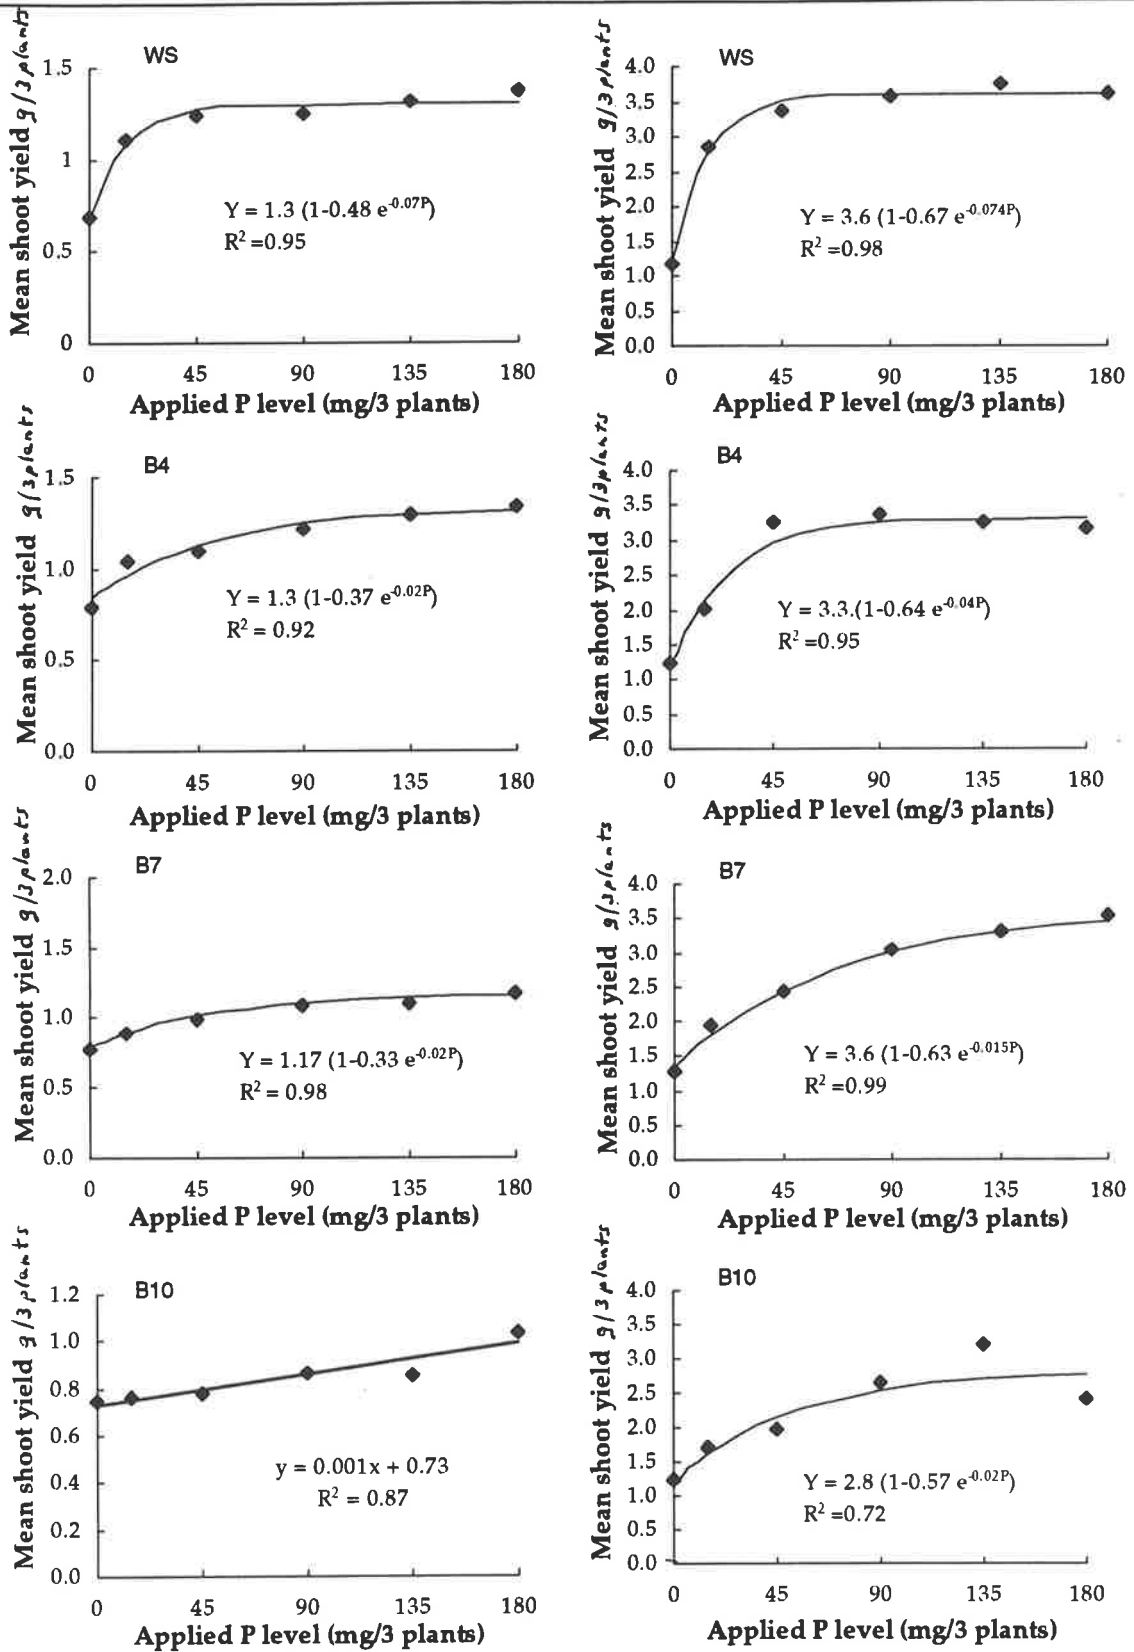 WS
Mean shoot yield g/3 plants
1.5
1
0.5
0
Y = 1.3 (1-0.48 e^-0.07P)
R² =0.95
0 45 90 135 180
Applied P level (mg/3 plants)
WS
Mean shoot yield g/3 plants
4.0
3.5
3.0
2.5
2.0
1.5
1.0
0.5
0.0
Y = 3.6 (1-0.67 e^-0.074P)
R² =0.98
0 45 90 135 180
Applied P level (mg/3 plants)
B4
Mean shoot yield g/3 plants
1.5
1.0
0.5
0.0
Y = 1.3 (1-0.37 e^-0.02P)
R² = 0.92
0 45 90 135 180
Applied P level (mg/3 plants)
B4
Mean shoot yield g/3 plants
4.0
3.5
3.0
2.5
2.0
1.5
1.0
0.5
0.0
Y = 3.3.(1-0.64 e^-0.04P)
R² =0.95
0 45 90 135 180
Applied P level (mg/3 plants)
B7
Mean shoot yield g/3 plants
2.0
1.5
1.0
0.5
0.0
Y = 1.17 (1-0.33 e^-0.02P)
R² = 0.98
0 45 90 135 180
Applied P level (mg/3 plants)
B7
Mean shoot yield g/3 plants
4.0
3.5
3.0
2.5
2.0
1.5
1.0
0.5
0.0
Y = 3.6 (1-0.63 e^-0.015P)
R² =0.99
0 45 90 135 180
Applied P level (mg/3 plants)
B10
Mean shoot yield g/3 plants
1.2
1.0
0.8
0.6
0.4
0.2
0.0
y = 0.001x + 0.73
R² = 0.87
0 45 90 135 180
Applied P level (mg/3 plants)
B10
Mean shoot yield g/3 plants
4.0
3.5
3.0
2.5
2.0
1.5
1.0
0.5
0.0
Y = 2.8 (1-0.57 e^-0.02P)
R² =0.72
0 45 90 135 180
Applied P level (mg/3 plants)